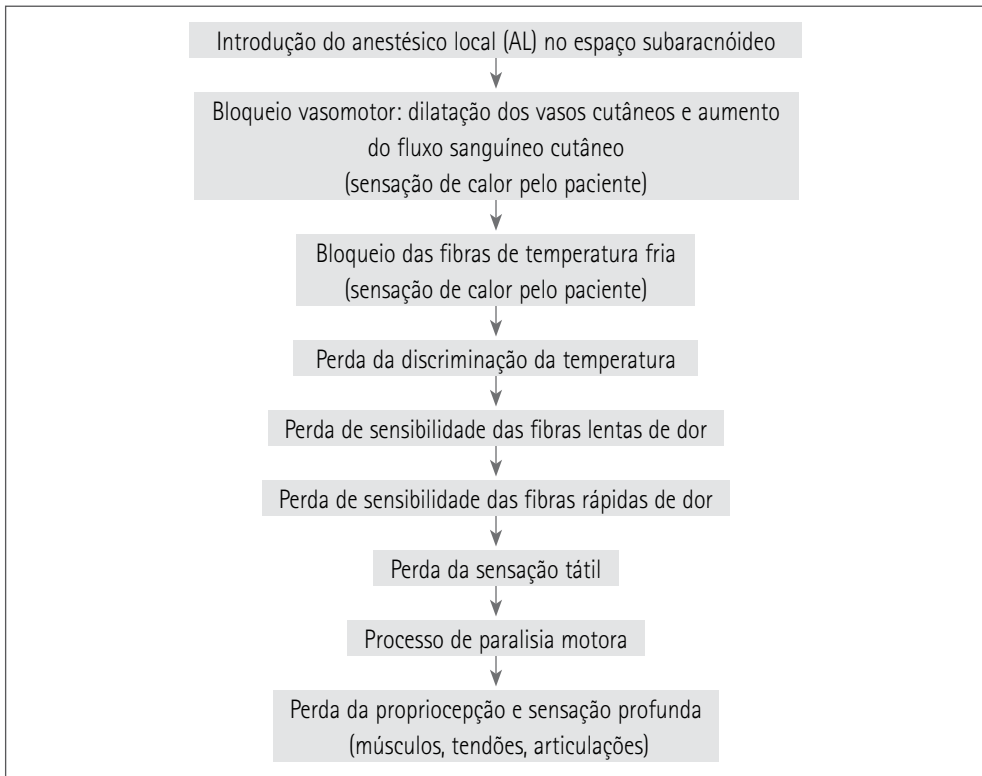 Introdução do anestésico local (AL) no espaço subaracnóideo
Bloqueio vasomotor: dilatação dos vasos cutâneos e aumento
do fluxo sanguíneo cutâneo
(sensação de calor pelo paciente)
Bloqueio das fibras de temperatura fria
(sensação de calor pelo paciente)
Perda da discriminação da temperatura
Perda de sensibilidade das fibras lentas de dor
Perda de sensibilidade das fibras rápidas de dor
Perda da sensação tátil
Processo de paralisia motora
Perda da propriocepção e sensação profunda
(músculos, tendões, articulações)